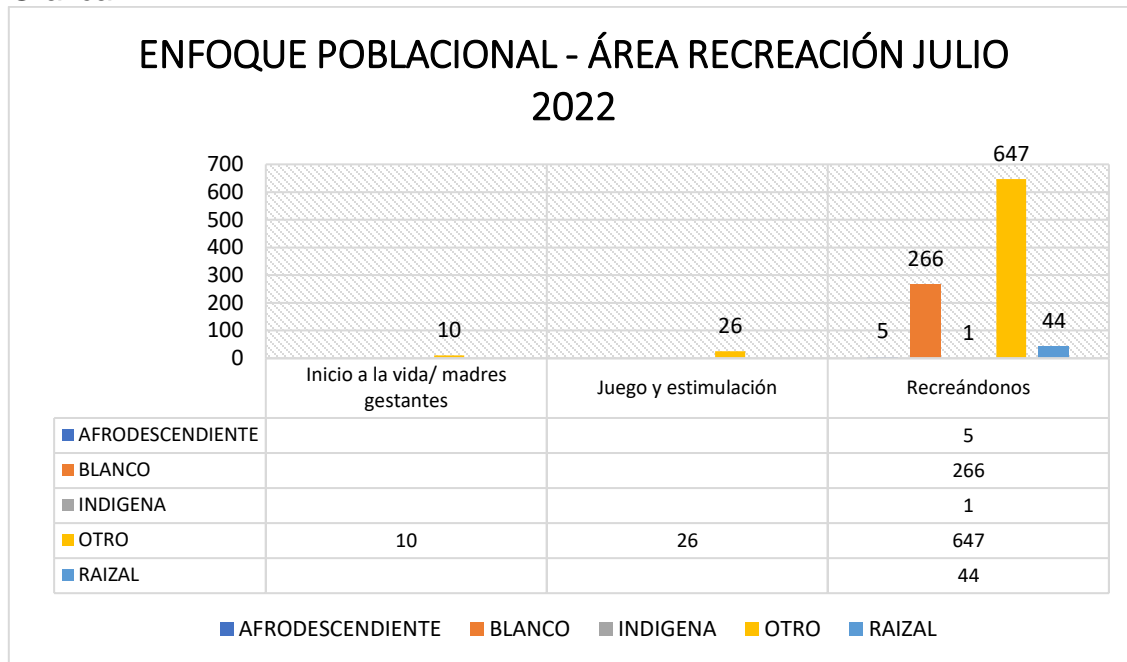 ENFOQUE POBLACIONAL - ÁREA RECREACIÓN JULIO
2022
700
600
500
400
300
200
100
0
10
26
5
266
1
647
44
Inicio a la vida/ madres
gestantes
Juego y estimulación
Recreándonos
AFRODESCENDIENTE 5
BLANCO 266
INDIGENA 1
OTRO 10 26 647
RAIZAL 44
AFRODESCENDIENTE BLANCO INDIGENA OTRO RAIZAL